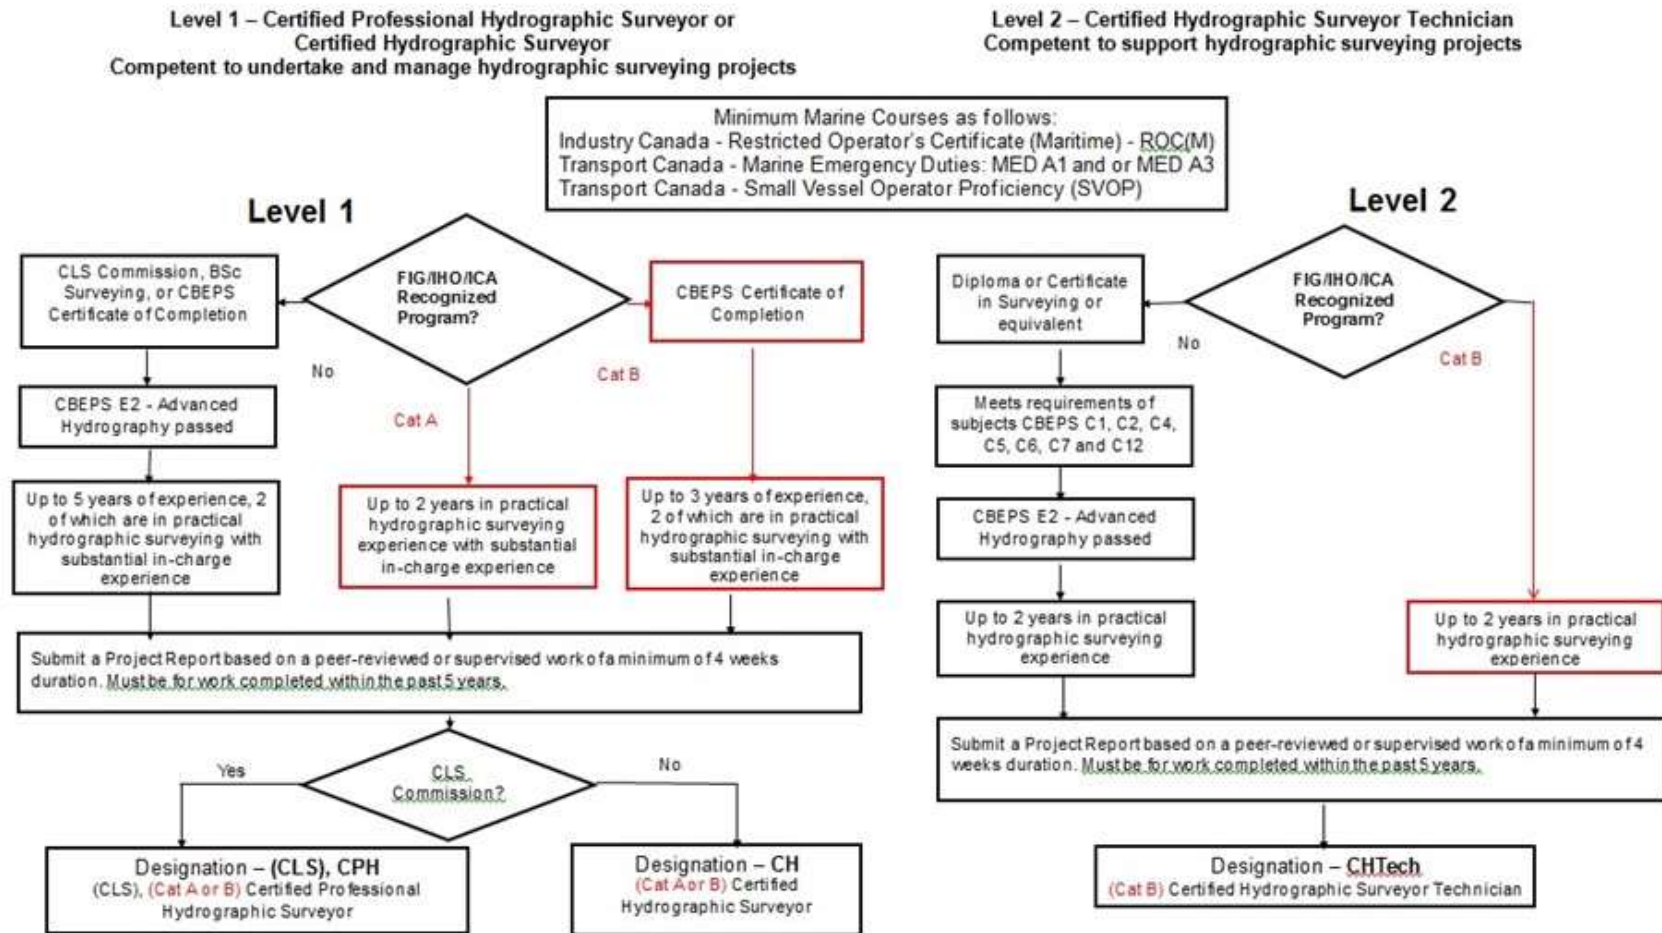 Level 1 – Certified Professional Hydrographic Surveyor or
Certified Hydrographic Surveyor
Competent to undertake and manage hydrographic surveying projects
Level 2 – Certified Hydrographic Surveyor Technician
Competent to support hydrographic surveying projects
Minimum Marine Courses as follows:
Industry Canada - Restricted Operator's Certificate (Maritime) - ROC(M)
Transport Canada - Marine Emergency Duties: MED A1 and or MED A3
Transport Canada - Small Vessel Operator Proficiency (SVOP)
Level 1
FIG/IHO/ICA
Recognized
Program?
No
Cat A
Cat B
CLS Commission, BSc
Surveying, or CBEPS
Certificate of Completion
CBEPS E2 - Advanced
Hydrography passed
Up to 5 years of experience, 2
of which are in practical
hydrographic surveying with
substantial in-charge
experience
Up to 2 years in practical
hydrographic surveying
experience with substantial
in-charge experience
CBEPS Certificate of
Completion
Up to 3 years of experience,
2 of which are in practical
hydrographic surveying with
substantial in-charge
experience
Submit a Project Report based on a peer-reviewed or supervised work of a minimum of 4 weeks
duration. Must be for work completed within the past 5 years.
CLS
Commission?
Yes
No
Designation – (CLS), CPH
(CLS), (Cat A or B) Certified Professional
Hydrographic Surveyor
Designation – CH
(Cat A or B) Certified
Hydrographic Surveyor
Level 2
FIG/IHO/ICA
Recognized
Program?
No
Cat B
Diploma or Certificate
in Surveying or
equivalent
Meets requirements of
subjects CBEPS C1, C2, C4,
C5, C6, C7 and C12
CBEPS E2 - Advanced
Hydrography passed
Up to 2 years in practical
hydrographic surveying
experience
Up to 2 years in practical
hydrographic surveying
experience
Submit a Project Report based on a peer-reviewed or supervised work of a minimum of 4
weeks duration. Must be for work completed within the past 5 years.
Designation – CHTech
(Cat B) Certified Hydrographic Surveyor Technician